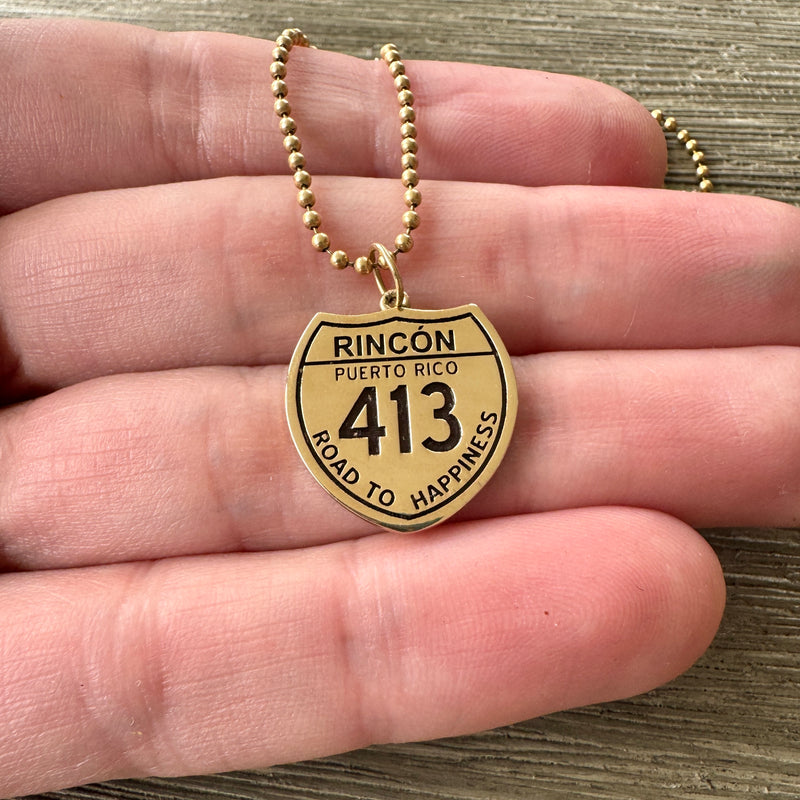 RINCÓN
PUERTO RICO
413
ROAD TO HAPPINESS